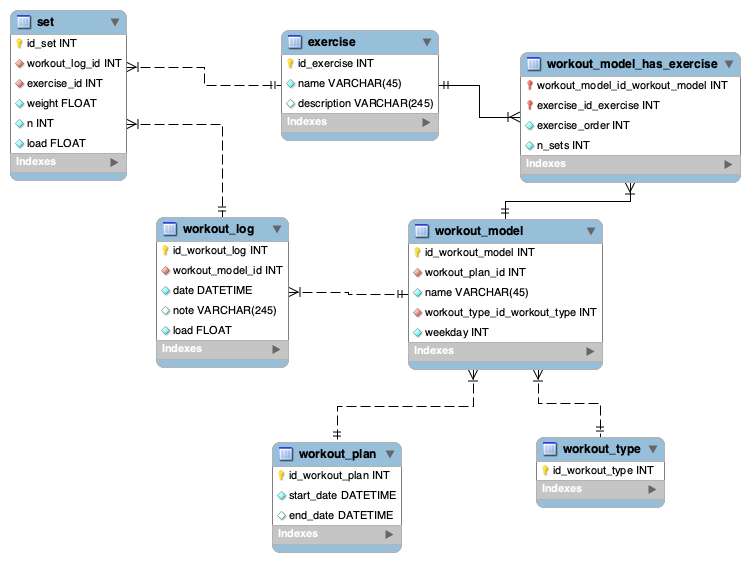 set
id_set INT
workout_log_id INT
exercise_id INT
weight FLOAT
n INT
load FLOAT
Indexes
exercise
id_exercise INT
name VARCHAR(45)
description VARCHAR(245)
Indexes
workout_model_has_exercise
workout_model_id_workout_model INT
exercise_id_exercise INT
exercise_order INT
n_sets INT
Indexes
workout_log
id_workout_log INT
workout_model_id INT
date DATETIME
note VARCHAR(245)
load FLOAT
Indexes
workout_model
id_workout_model INT
workout_plan_id INT
name VARCHAR(45)
workout_type_id_workout_type INT
weekday INT
Indexes
workout_plan
id_workout_plan INT
start_date DATETIME
end_date DATETIME
Indexes
workout_type
id_workout_type INT
Indexes